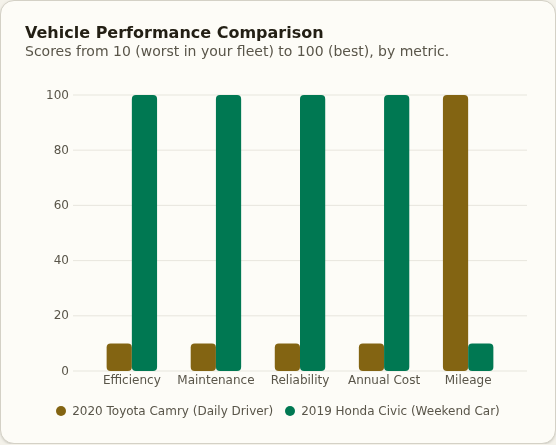 Vehicle Performance Comparison
Scores from 10 (worst in your fleet) to 100 (best), by metric.
100
80
60
40
20
0
Efficiency Maintenance Reliability Annual Cost Mileage
2020 Toyota Camry (Daily Driver) 2019 Honda Civic (Weekend Car)